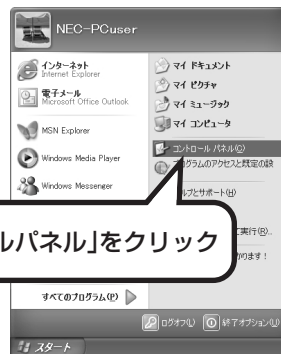 NEC-PCuser
インターネット
Internet Explorer
電子メール
Microsoft Office Outlook
MSN Explorer
Windows Media Player
Windows Messenger
すべてのプログラム(P)
マイ ドキュメント
マイ ピクチャ
マイ ミュージック
マイ コンピュータ
コントロール パネル(C)
プログラムのアクセスと既定の設
ルプとサポート(H)
て実行(R)...
ルパネル」をクリック
ログオフ(L)
終了オプション(U)
スタート